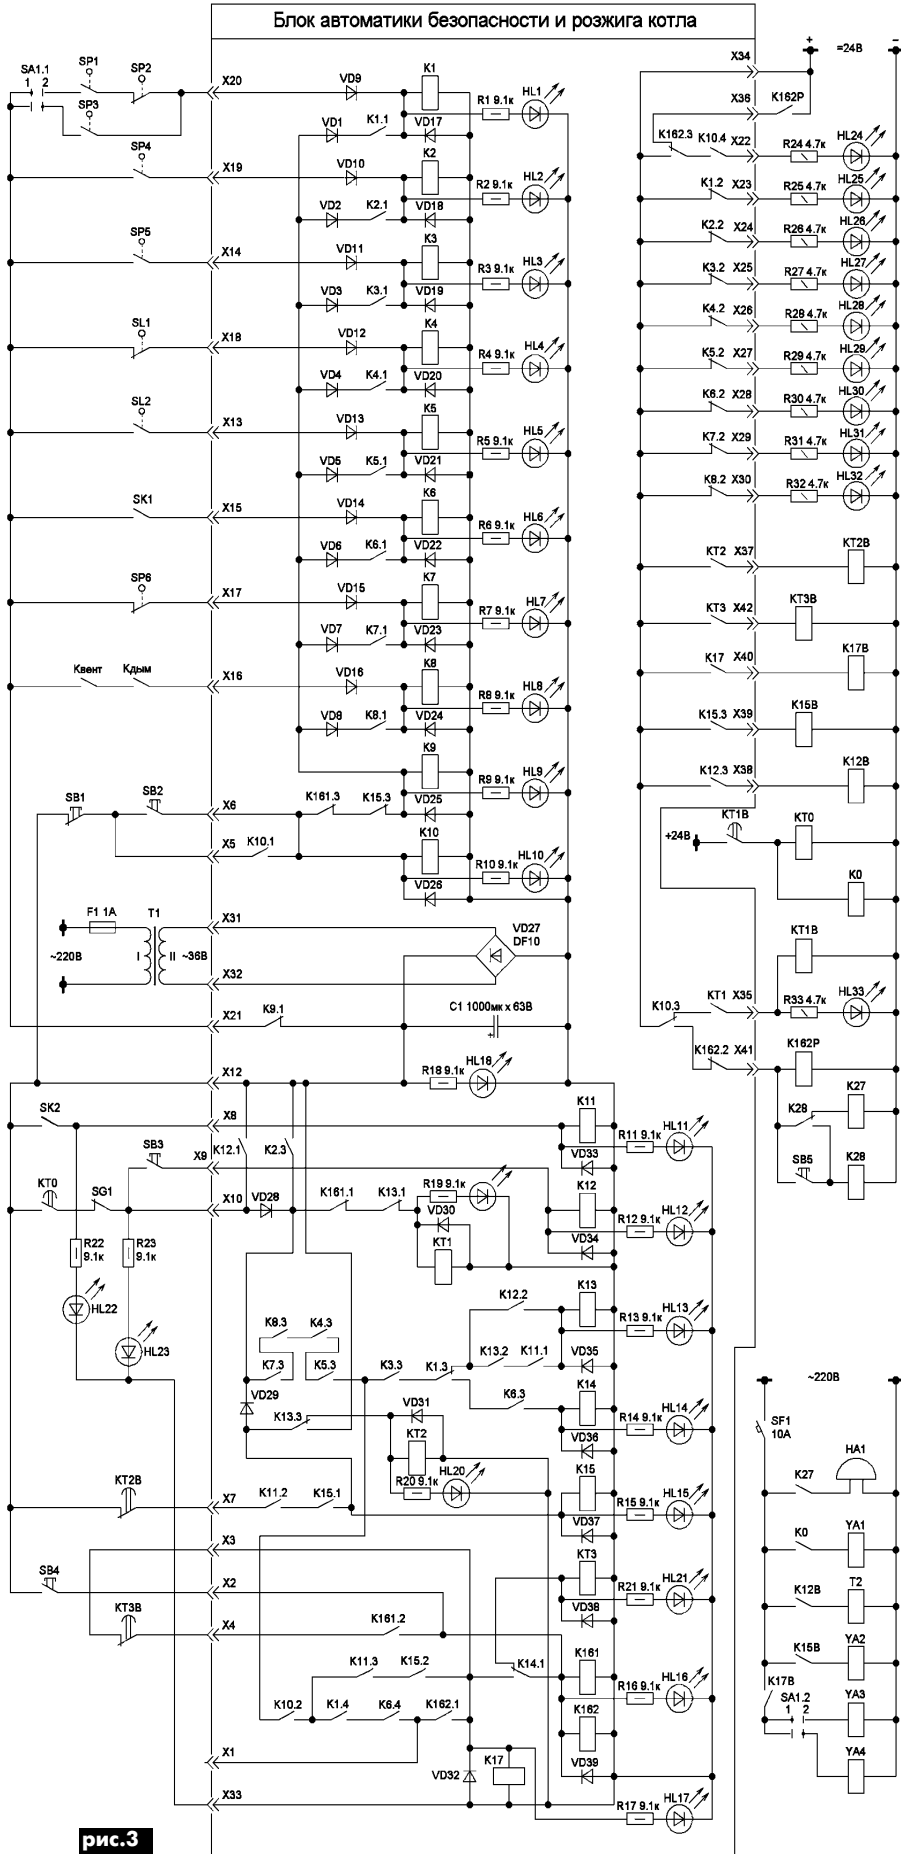 Блок автоматики безопасности и розжига котла
SA1.1 SP1 SP2 X20 VD9 K1
1 2
SP3
R1 9.1к HL1
VD1 K1.1 VD17
SP4 X19 VD10 K2
R2 9.1к HL2
VD2 K2.1 VD18
SP5 X14 VD11 K3
R3 9.1к HL3
VD3 K3.1 VD19
SL1 X18 VD12 K4
R4 9.1к HL4
VD4 K4.1 VD20
SL2 X13 VD13 K5
R5 9.1к HL5
VD5 K5.1 VD21
SK1 X15 VD14 K6
R6 9.1к HL6
VD6 K6.1 VD22
SP6 X17 VD15 K7
R7 9.1к HL7
VD7 K7.1 VD23
Квент Кдым X16 VD16 K8
R8 9.1к HL8
VD8 K8.1 VD24
K9
R9 9.1к HL9
SB1 SB2 X6 K161.3 K15.3 VD25
X5 K10.1 K10
R10 9.1к HL10
VD26
F1 1A T1 X31
VD27
DF10
~220В I II ~36В
X32
X21 K9.1 C1 1000мк x 63В
+
X12 R18 9.1к HL18
X34 + =24В -
X36 K162P
K162.3 K10.4 X22 R24 4.7к HL24
K1.2 X23 R25 4.7к HL25
K2.2 X24 R26 4.7к HL26
K3.2 X25 R27 4.7к HL27
K4.2 X26 R28 4.7к HL28
K5.2 X27 R29 4.7к HL29
K6.2 X28 R30 4.7к HL30
K7.2 X29 R31 4.7к HL31
K8.2 X30 R32 4.7к HL32
KT2 X37 KT2B
KT3 X42 KT3B
K17 X40 K17B
K15.3 X39 K15B
K12.3 X38 K12B
+24В KT1B KT0
K0
KT1B
K10.3 KT1 X35 R33 4.7к HL33
K162.2 X41 K162P
K28 K27
SB5 K28
SK2 X8 K11
R11 9.1к HL11
K12.1 K2.3 VD33
SB3 X9 K12
R12 9.1к HL12
KT0 SG1 X10 VD28 K161.1 K13.1 R19 9.1к
VD30 VD34
KT1
R22
9.1к
R23
9.1к
HL22
HL23
K12.2 K13
R13 9.1к HL13
K8.3 K4.3
K7.3 K5.3 K3.3 K1.3 K13.2 K11.1 VD35
K6.3 K14
R14 9.1к HL14
VD29 K13.3 VD31 VD36
KT2
R20 9.1к HL20
KT2B X7 K11.2 K15.1 K15
R15 9.1к HL15
VD37
X3 KT3
SB4 X2 R21 9.1к HL21
VD38
KT3B X4 K161.2
K11.3 K15.2 K14.1 K161
R16 9.1к HL16
K10.2 K1.4 K6.4 K162.1 K162
X1 VD39
VD32 K17
X33 R17 9.1к HL17
~220В
SF1
10A
K27 HA1
K0 YA1
K12B T2
K15B YA2
K17B SA1.2
1 2
YA3
YA4
рис.3